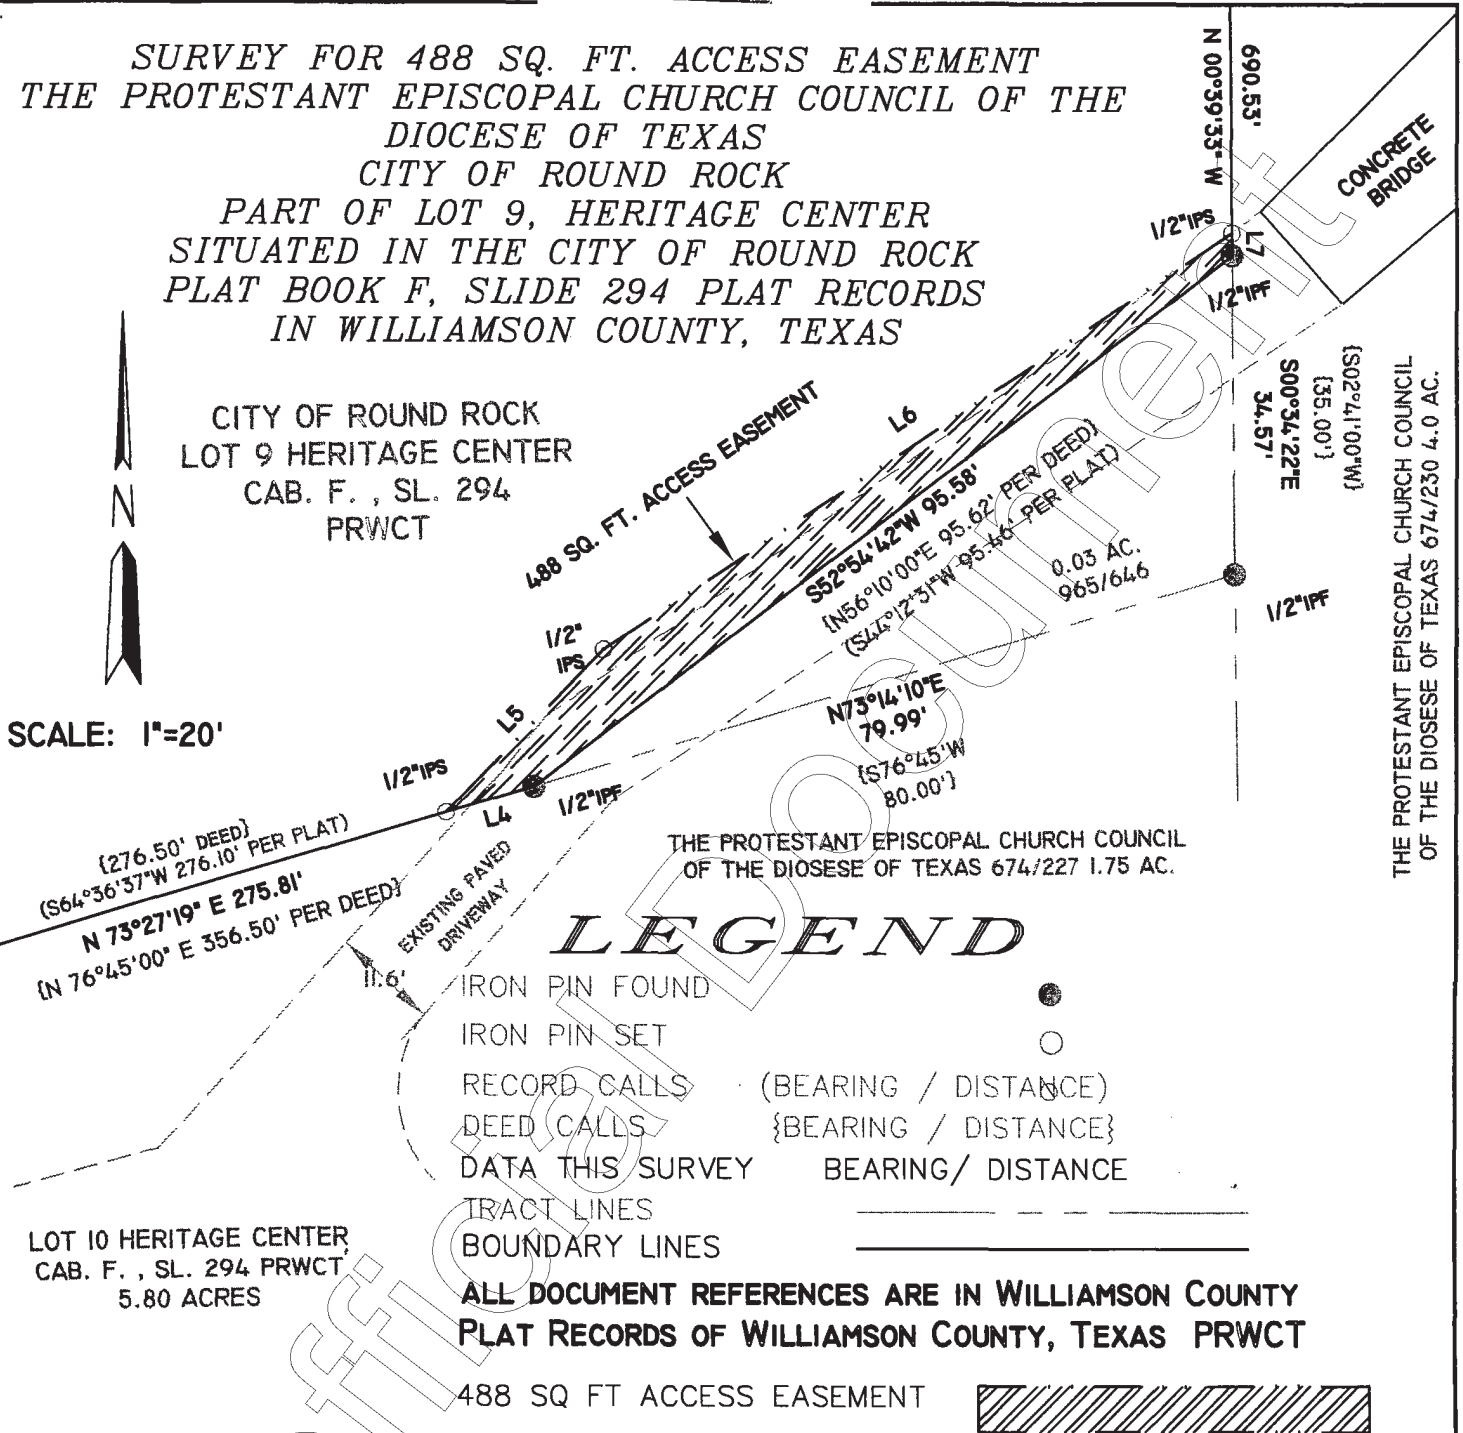 SURVEY FOR 488 SQ. FT. ACCESS EASEMENT
THE PROTESTANT EPISCOPAL CHURCH COUNCIL OF THE
DIOCESE OF TEXAS
CITY OF ROUND ROCK
PART OF LOT 9, HERITAGE CENTER
SITUATED IN THE CITY OF ROUND ROCK
PLAT BOOK F, SLIDE 294 PLAT RECORDS
IN WILLIAMSON COUNTY, TEXAS
N 00°39'33" W
690.53'
CONCRETE
BRIDGE
1/2"IPS
L7
1/2"IPF
{S02°41'00"W}
{35.00'}
S00°34'22"E
34.57'
THE PROTESTANT EPISCOPAL CHURCH COUNCIL
OF THE DIOSESE OF TEXAS 674/230 4.0 AC.
CITY OF ROUND ROCK
LOT 9 HERITAGE CENTER
CAB. F. , SL. 294
PRWCT
N
488 SQ. FT. ACCESS EASEMENT
L6
S52°54'42"W 95.58'
{N56°10'00"E 95.62' PER DEED}
(S44°12'31"W 95.46' PER PLAT)
0.03 AC.
965/646
1/2"IPF
1/2"
IPS
L5
N73°14'10"E
79.99'
{S76°45'W
80.00'}
SCALE: 1"=20'
1/2"IPS
L4
1/2"IPF
{276.50' DEED}
(S64°36'37"W 276.10' PER PLAT)
N 73°27'19" E 275.81'
{N 76°45'00" E 356.50' PER DEED}
EXISTING PAVED
DRIVEWAY
11.6'
THE PROTESTANT EPISCOPAL CHURCH COUNCIL
OF THE DIOSESE OF TEXAS 674/227 1.75 AC.
LEGEND
IRON PIN FOUND
IRON PIN SET
RECORD CALLS (BEARING / DISTANCE)
DEED CALLS {BEARING / DISTANCE}
DATA THIS SURVEY BEARING/ DISTANCE
TRACT LINES
BOUNDARY LINES
LOT 10 HERITAGE CENTER
CAB. F. , SL. 294 PRWCT
5.80 ACRES
ALL DOCUMENT REFERENCES ARE IN WILLIAMSON COUNTY
PLAT RECORDS OF WILLIAMSON COUNTY, TEXAS PRWCT
488 SQ FT ACCESS EASEMENT
fficial Document